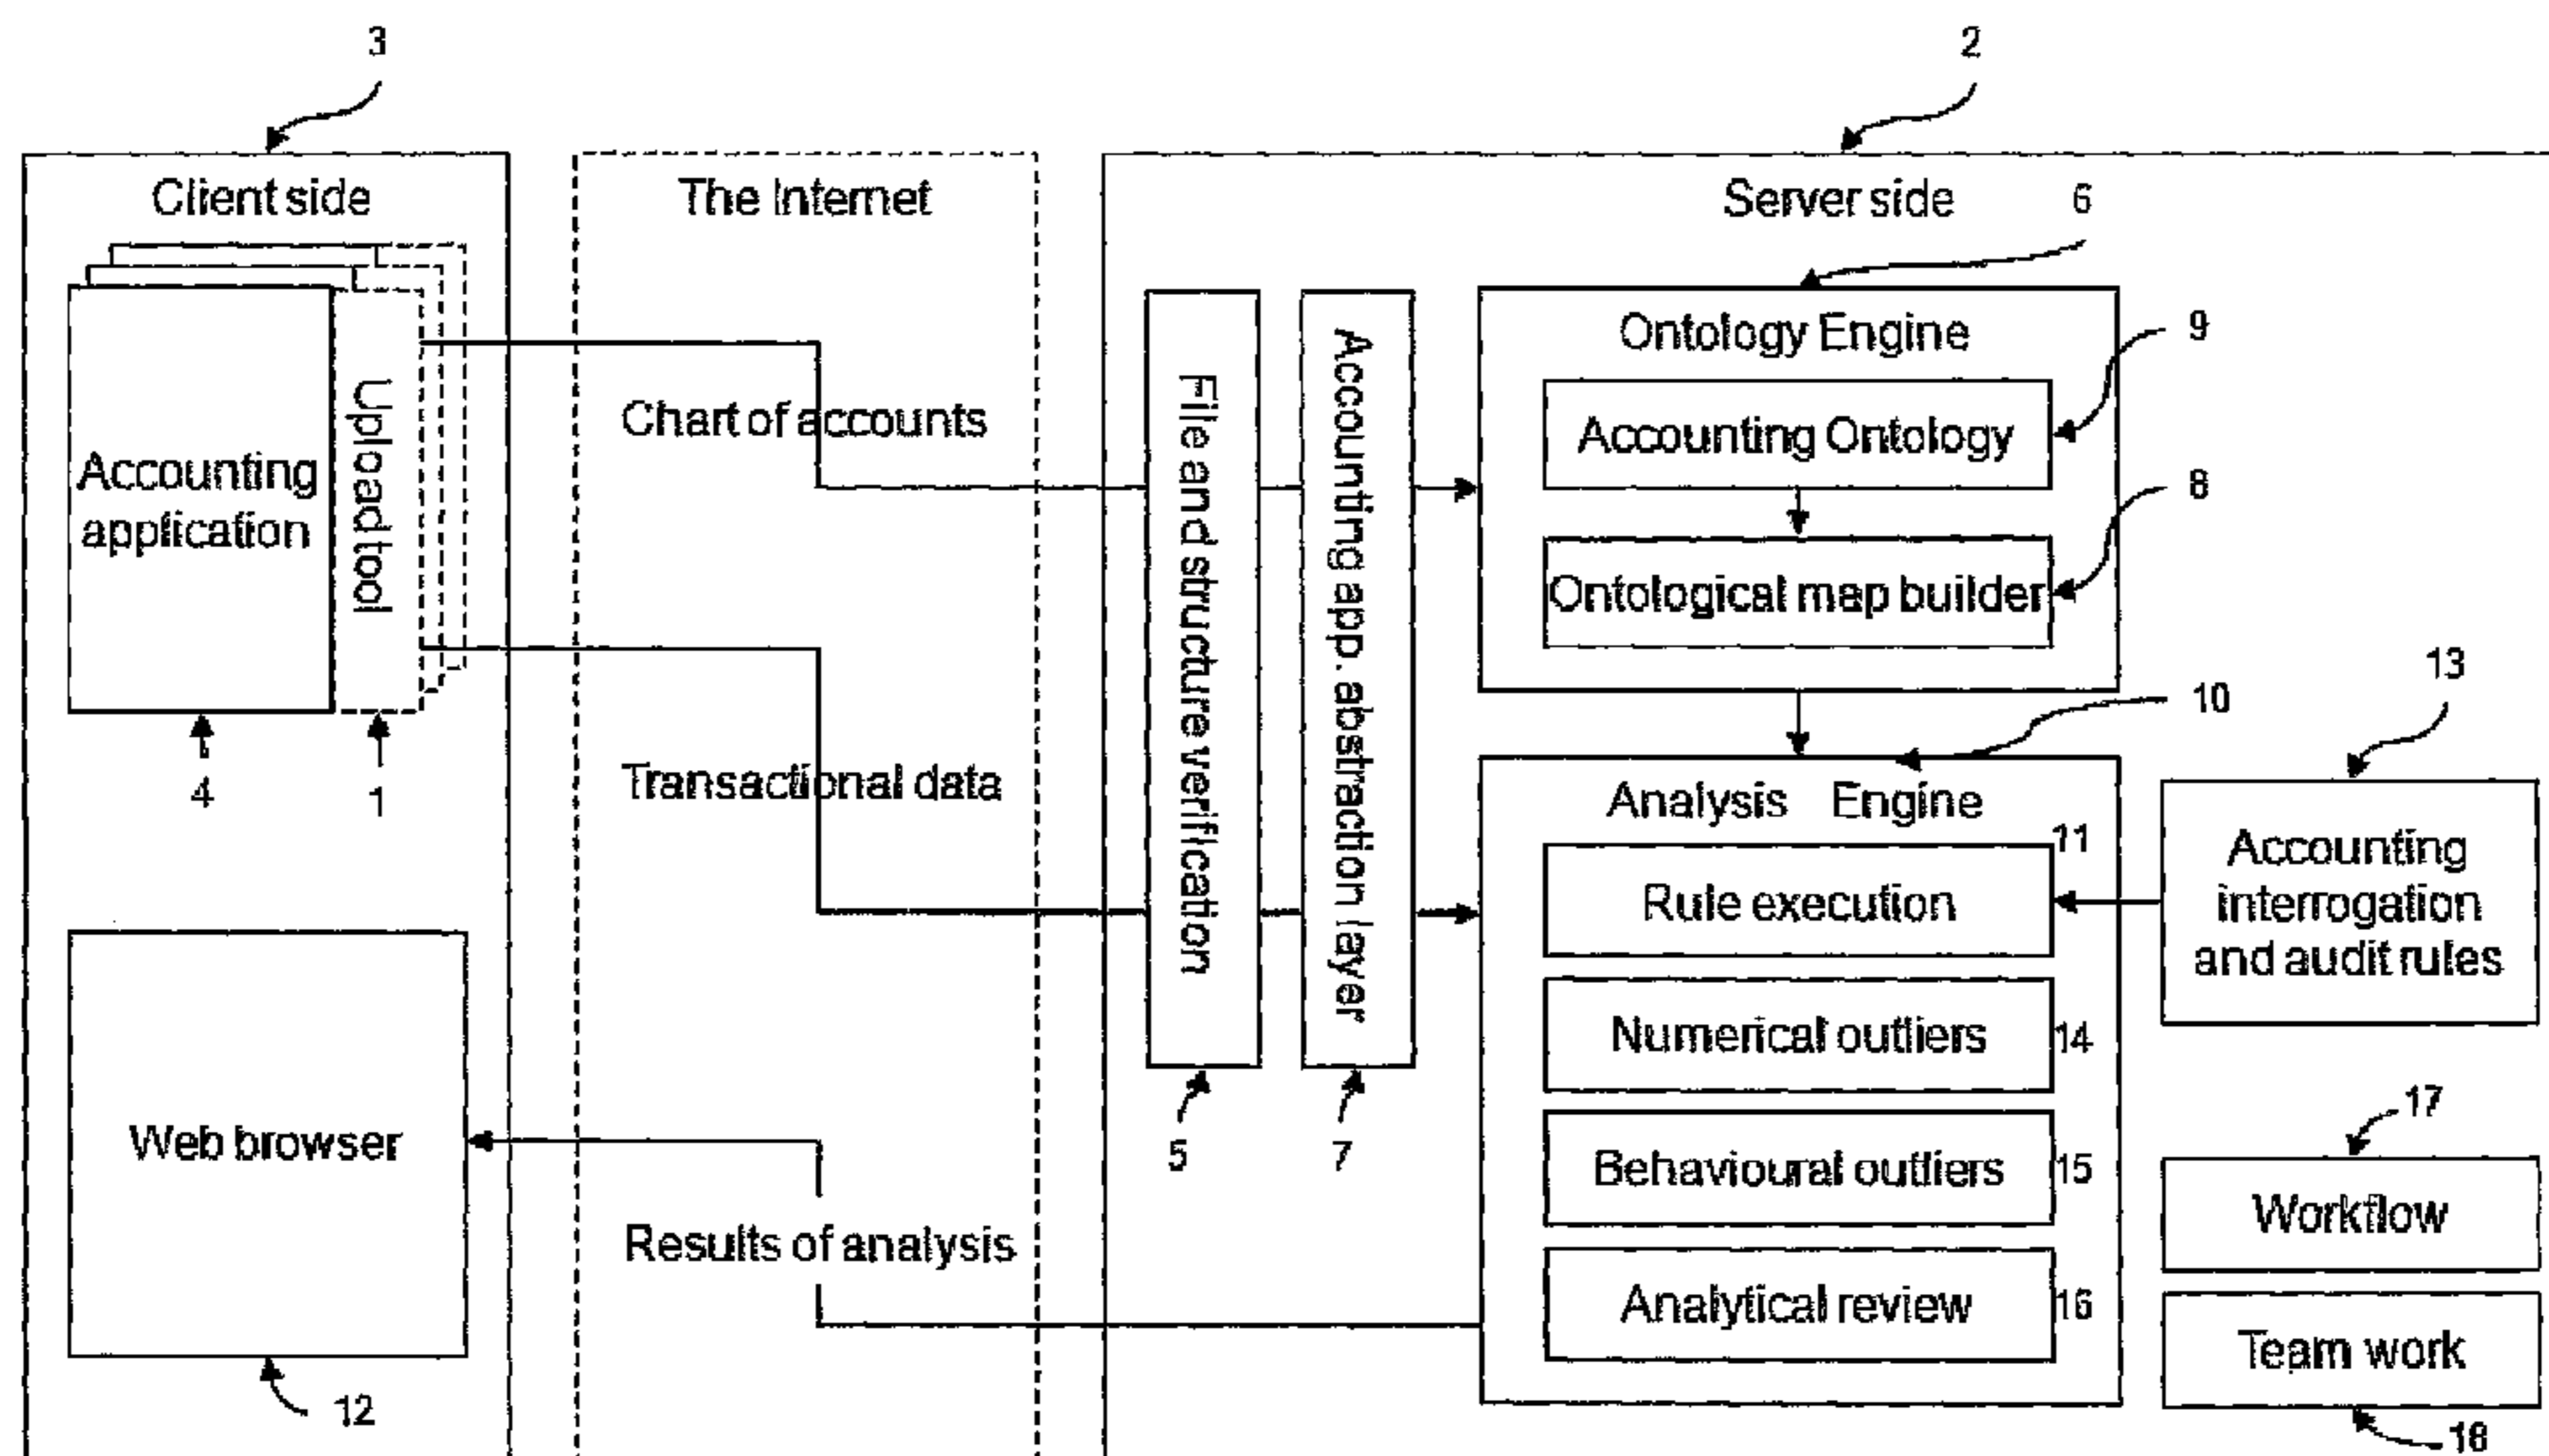 3
2
Client side
The Internet
Server side
6
Ontology Engine
9
Accounting Ontology
8
Ontological map builder
Accounting
application
Upload tool
4
1
Chart of accounts
Transactional data
File and structure verification
Accounting app. abstraction layer
5
7
10
Analysis Engine
11
Rule execution
Numerical outliers
14
Behavioural outliers
15
Analytical review
16
13
Accounting
interrogation
and audit rules
17
Workflow
Team work
18
Web browser
12
Results of analysis